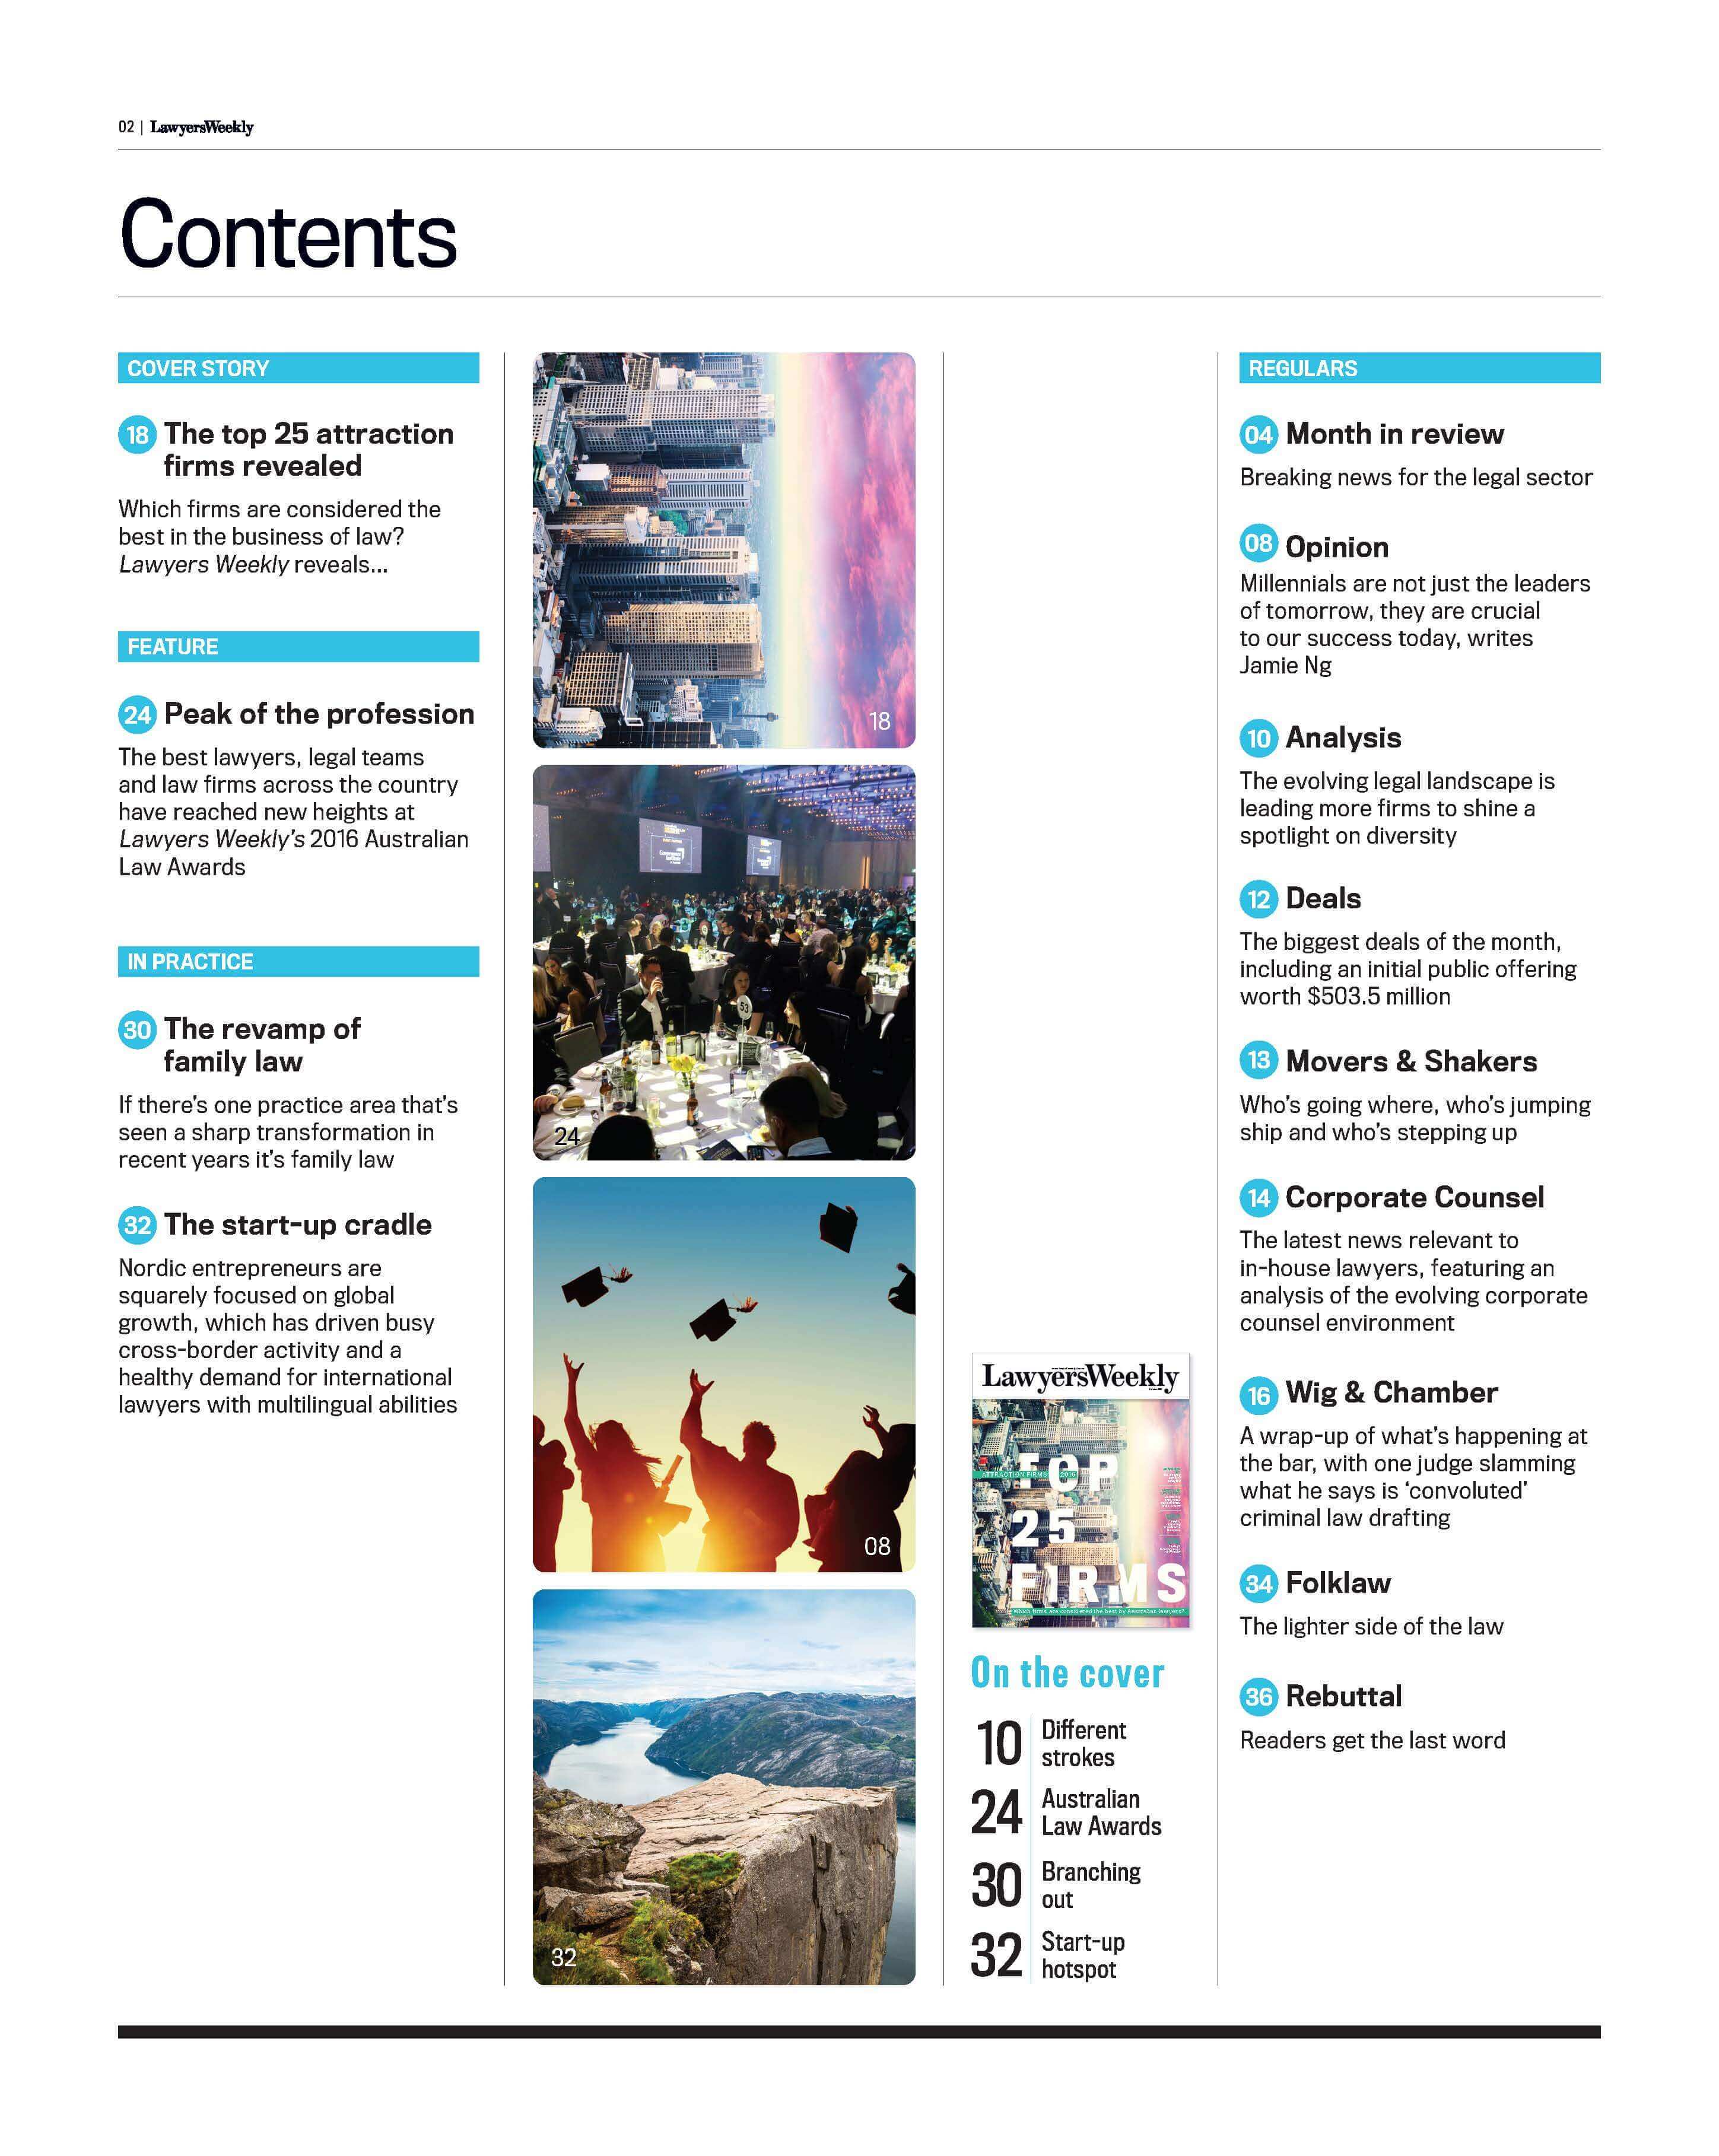 02 | LawyersWeekly
Contents
COVER STORY
18 The top 25 attraction
firms revealed
Which firms are considered the
best in the business of law?
Lawyers Weekly reveals...
FEATURE
24 Peak of the profession
The best lawyers, legal teams
and law firms across the country
have reached new heights at
Lawyers Weekly's 2016 Australian
Law Awards
IN PRACTICE
30 The revamp of
family law
If there's one practice area that's
seen a sharp transformation in
recent years it's family law
32 The start-up cradle
Nordic entrepreneurs are
squarely focused on global
growth, which has driven busy
cross-border activity and a
healthy demand for international
lawyers with multilingual abilities
18
53
24
08
32
LawyersWeekly
ATTRACTION FIRMS 2016
TOP
25
FIRMS
Which firms are considered the best by Australian lawyers?
On the cover
10 Different
strokes
24 Australian
Law Awards
30 Branching
out
32 Start-up
hotspot
REGULARS
04 Month in review
Breaking news for the legal sector
08 Opinion
Millennials are not just the leaders
of tomorrow, they are crucial
to our success today, writes
Jamie Ng
10 Analysis
The evolving legal landscape is
leading more firms to shine a
spotlight on diversity
12 Deals
The biggest deals of the month,
including an initial public offering
worth $503.5 million
13 Movers & Shakers
Who's going where, who's jumping
ship and who's stepping up
14 Corporate Counsel
The latest news relevant to
in-house lawyers, featuring an
analysis of the evolving corporate
counsel environment
16 Wig & Chamber
A wrap-up of what's happening at
the bar, with one judge slamming
what he says is 'convoluted'
criminal law drafting
34 Folklaw
The lighter side of the law
36 Rebuttal
Readers get the last word